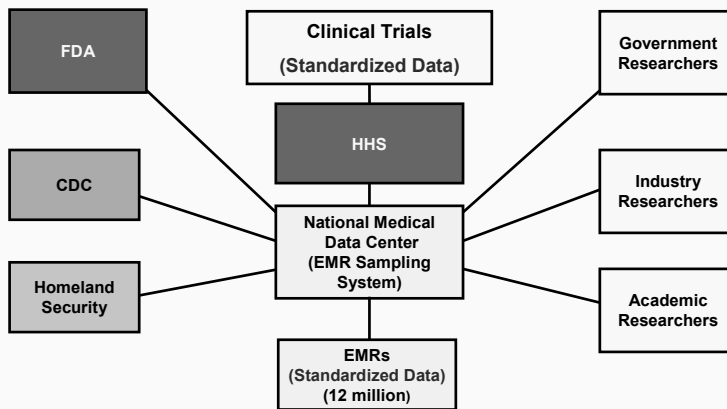 FDA
Clinical Trials
(Standardized Data)
Government
Researchers
HHS
CDC
Industry
Researchers
National Medical
Data Center
(EMR Sampling
System)
Homeland
Security
Academic
Researchers
EMRs
(Standardized Data)
(12 million)